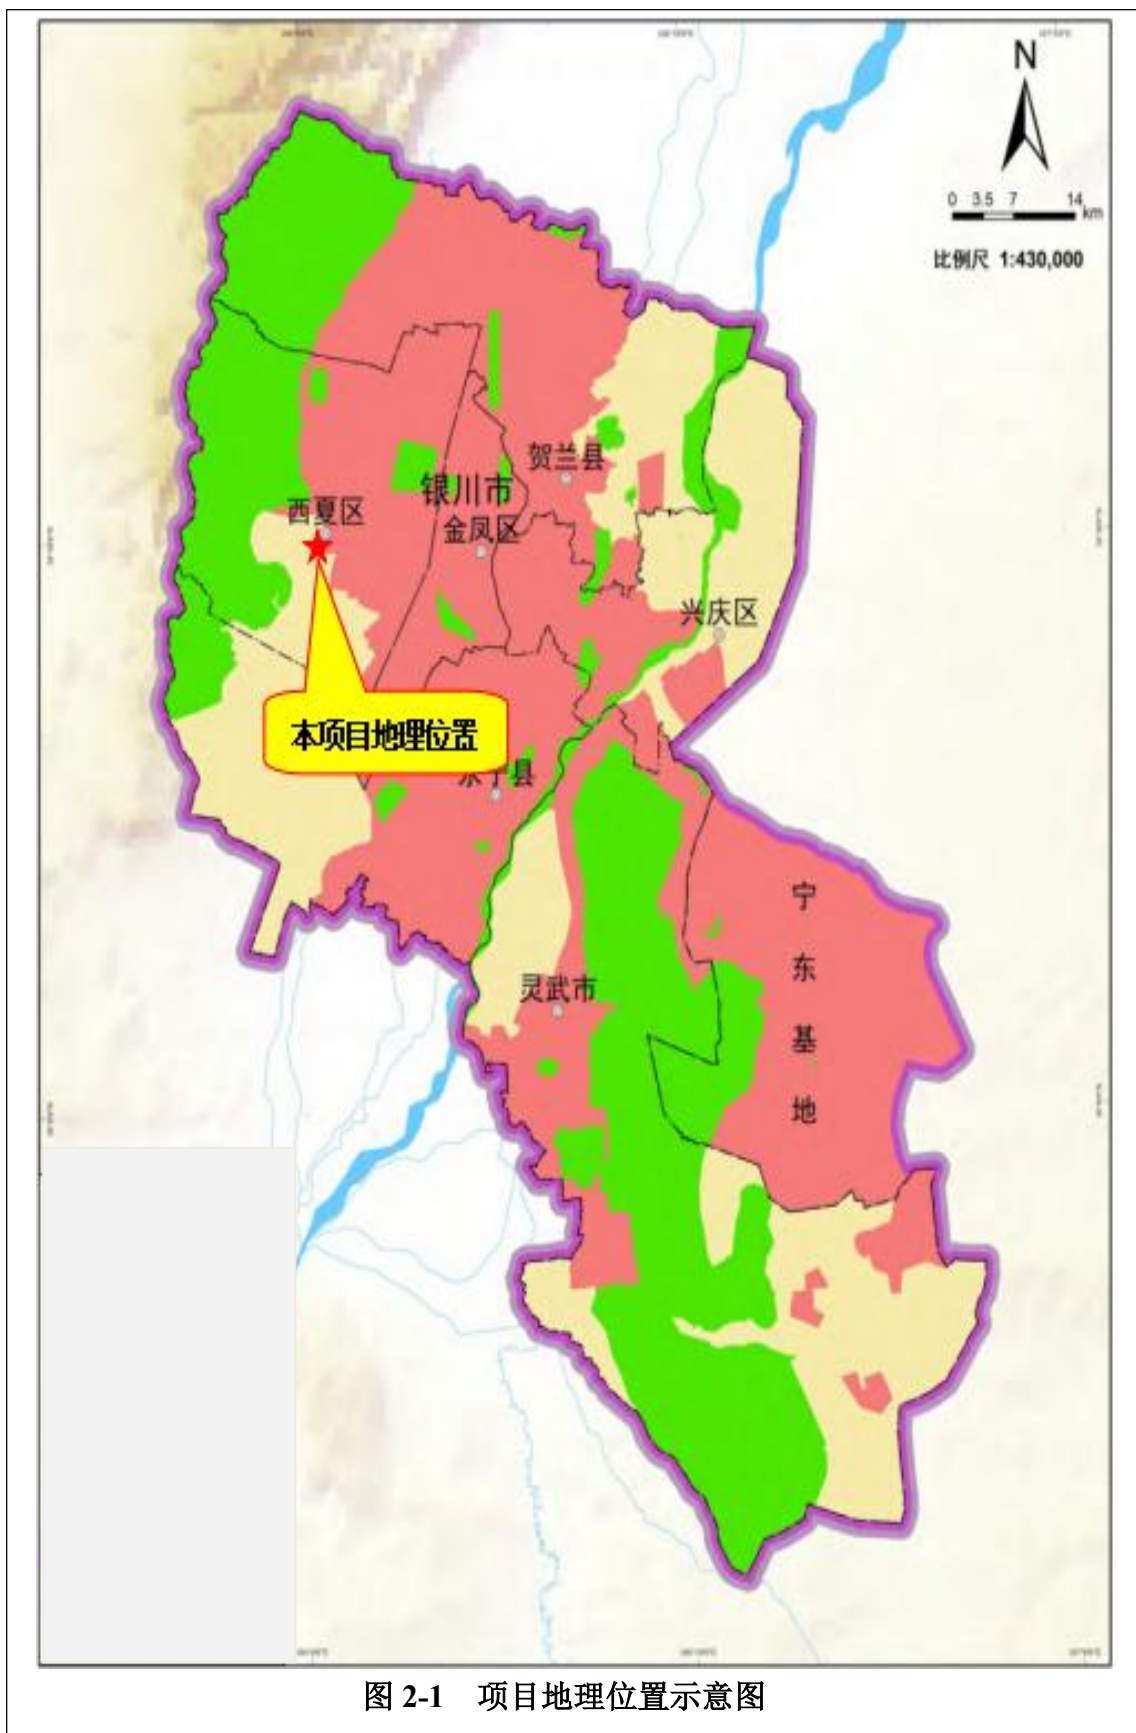 N
0 3.5 7 14
km
比例尺 1:430,000
贺兰县
银川市
西夏区
金凤区
兴庆区
本项目地理位置
宁
东
基
地
灵武市
图 2-1 项目地理位置示意图